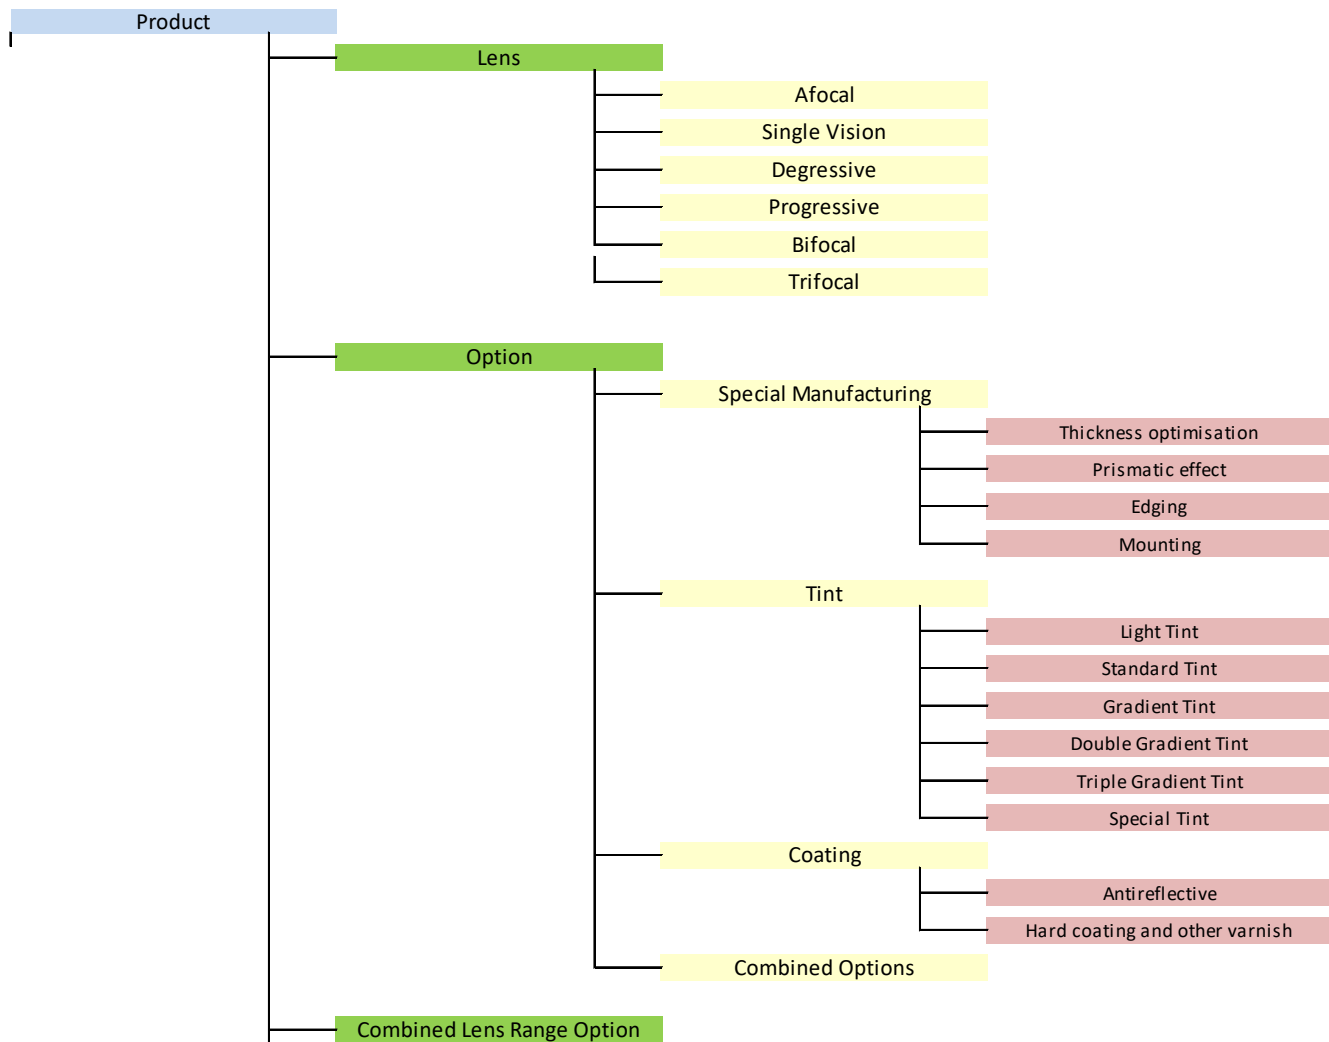 Product
Lens
Afocal
Single Vision
Degressive
Progressive
Bifocal
Trifocal
Option
Special Manufacturing
Thickness optimisation
Prismatic effect
Edging
Mounting
Tint
Light Tint
Standard Tint
Gradient Tint
Double Gradient Tint
Triple Gradient Tint
Special Tint
Coating
Antireflective
Hard coating and other varnish
Combined Options
Combined Lens Range Option